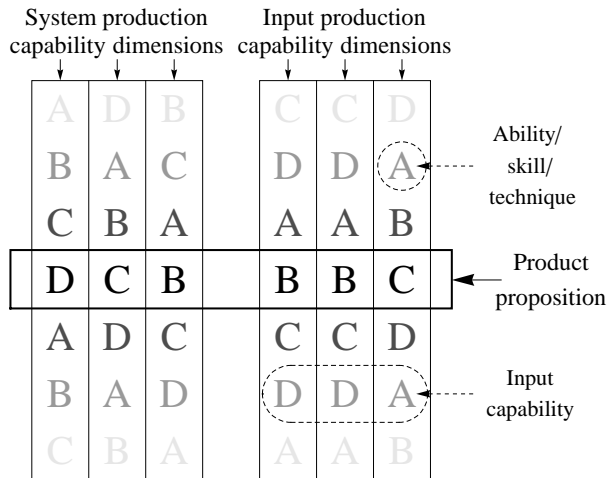 System production capability dimensions
Input production capability dimensions
A D B C C D
B A C D D A
Ability/
skill/
technique
C B A A A B
D C B B B C
Product
proposition
A D C C C D
B A D D D A
Input
capability
C B A A A B